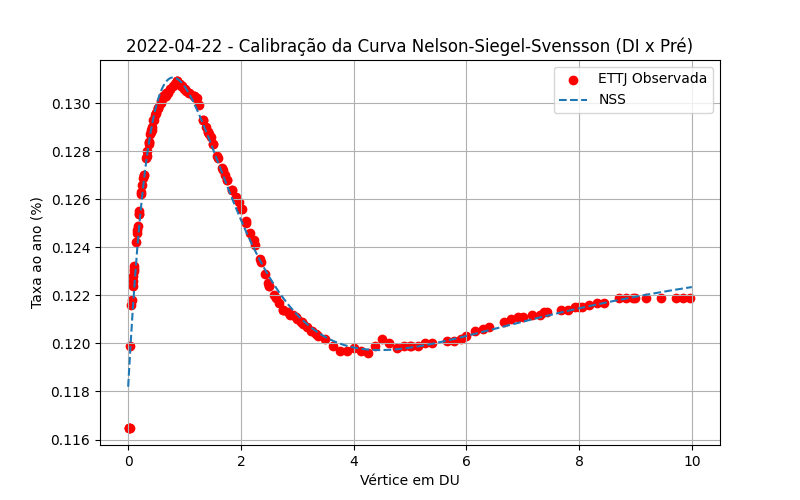 2022-04-22 - Calibração da Curva Nelson-Siegel-Svensson (DI x Pré)
ETTJ Observada
NSS
Taxa ao ano (%)
0.130
0.128
0.126
0.124
0.122
0.120
0.118
0.116
0 2 4 6 8 10
Vértice em DU